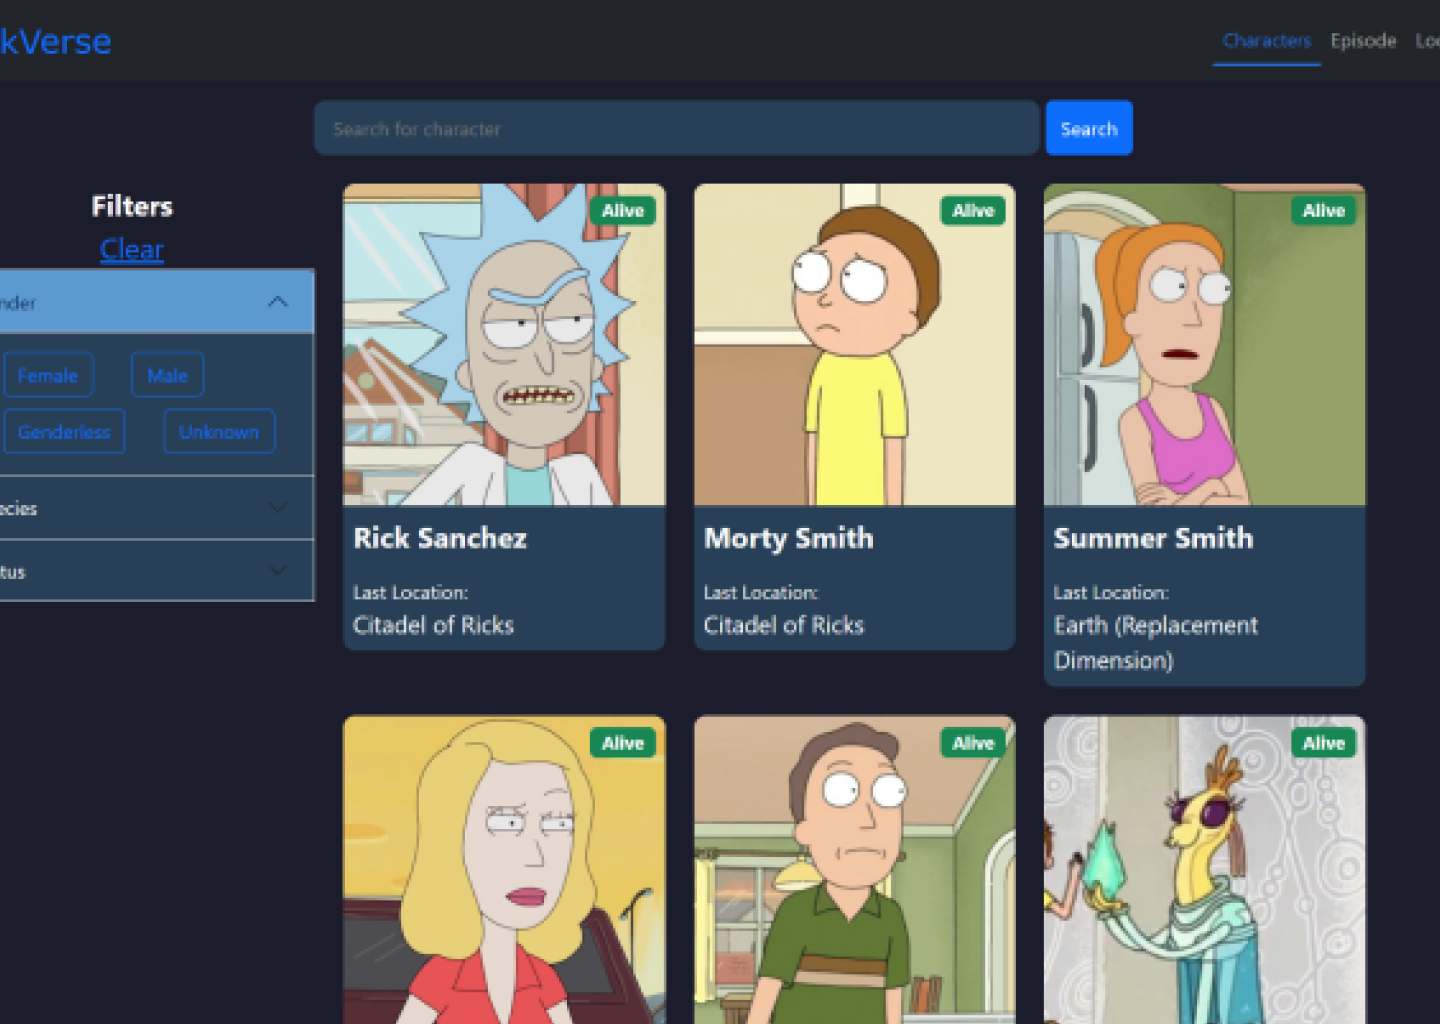 kVerse
Characters Episode Loc
Search for character
Search
Filters
Clear
nder
Female Male
Genderless Unknown
ecies
tus
Alive
Rick Sanchez
Last Location:
Citadel of Ricks
Alive
Morty Smith
Last Location:
Citadel of Ricks
Alive
Summer Smith
Last Location:
Earth (Replacement
Dimension)
Alive
Alive
Alive